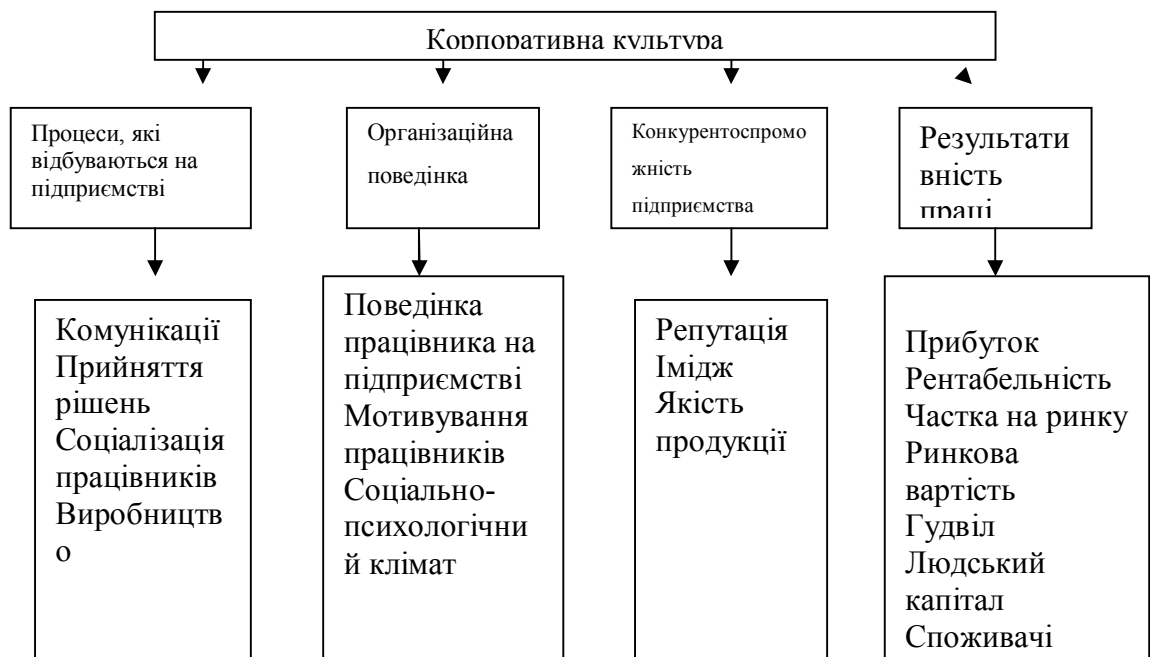 Корпоративна культура
Процеси, які
відбуваються на
підприємстві
Організаційна
поведінка
Конкурентоспромо
жність
підприємства
Результати
вність
праці
Комунікації
Прийняття
рішень
Соціалізація
працівників
Виробництв
о
Поведінка
працівника на
підприємстві
Мотивування
працівників
Соціально-
психологічни
й клімат
Репутація
Імідж
Якість
продукції
Прибуток
Рентабельність
Частка на ринку
Ринкова
вартість
Гудвіл
Людський
капітал
Споживачі